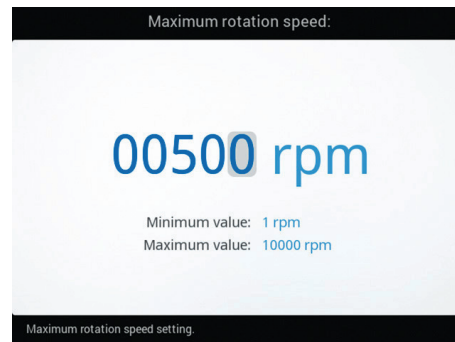 Maximum rotation speed:
00500 rpm
Minimum value: 1 rpm
Maximum value: 10000 rpm
Maximum rotation speed setting.